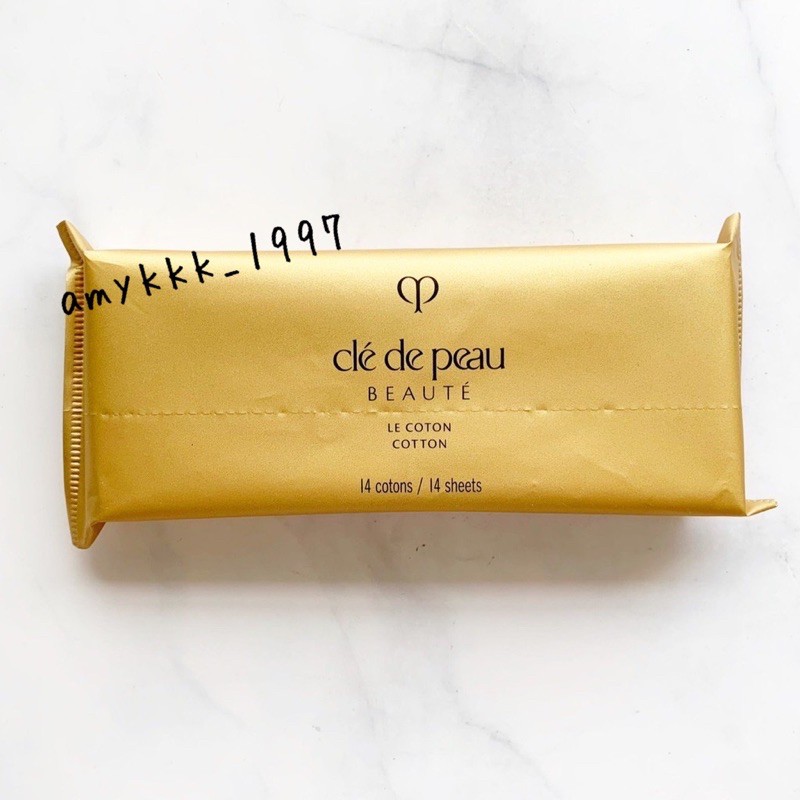 amykkk_1997
clé de peau
BEAUTÉ
LE COTON
COTTON
14 cotons / 14 sheets